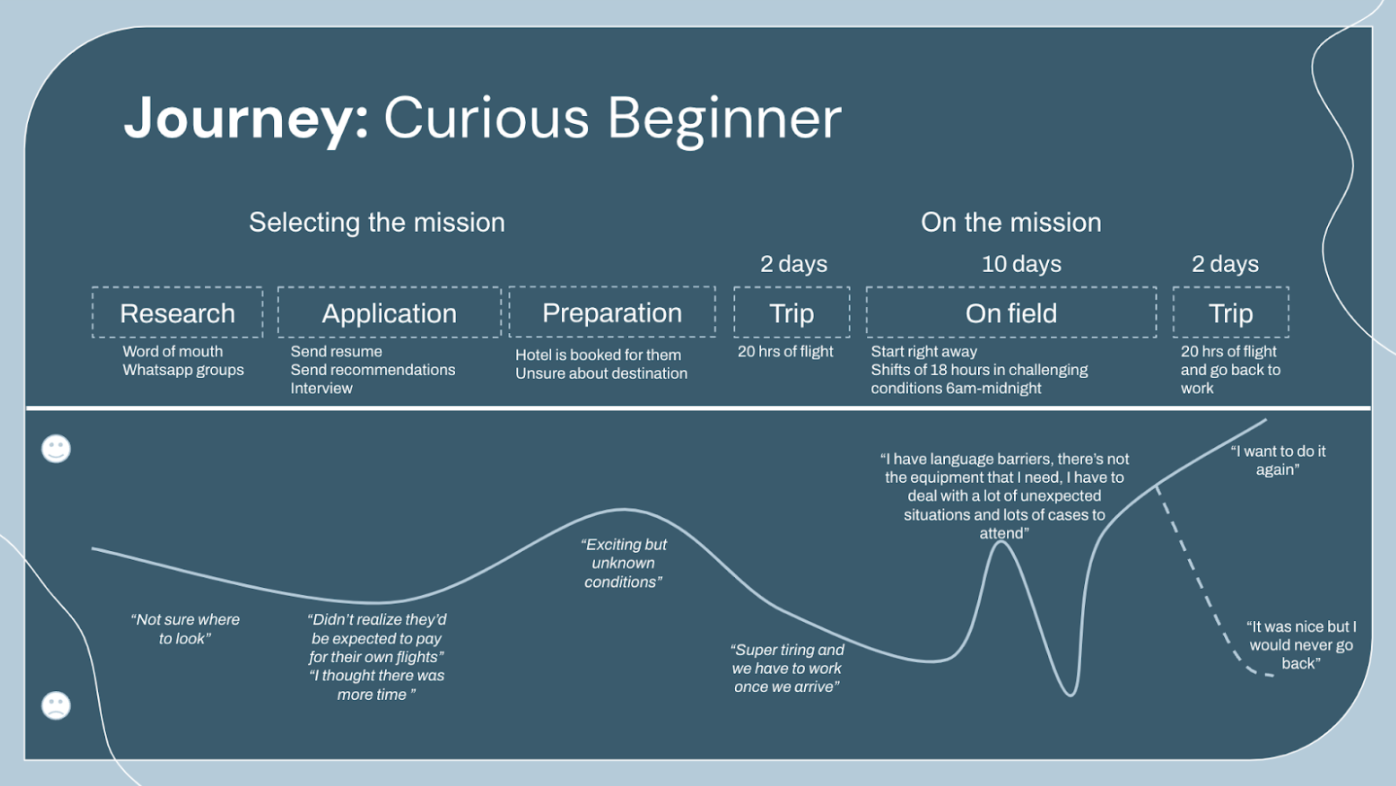 Journey: Curious Beginner
Selecting the mission
On the mission
2 days
10 days
2 days
Research
Application
Preparation
Trip
On field
Trip
Word of mouth
Whatsapp groups
Send resume
Send recommendations
Interview
Hotel is booked for them
Unsure about destination
20 hrs of flight
Start right away
Shifts of 18 hours in challenging
conditions 6am-midnight
20 hrs of flight
and go back to
work
“Not sure where
to look”
“Didn’t realize they’d
be expected to pay
for their own flights”
“I thought there was
more time ”
“Exciting but
unknown
conditions”
“Super tiring and
we have to work
once we arrive”
“I have language barriers, there’s not
the equipment that I need, I have to
deal with a lot of unexpected
situations and lots of cases to
attend”
“I want to do it
again”
“It was nice but I
would never go
back”